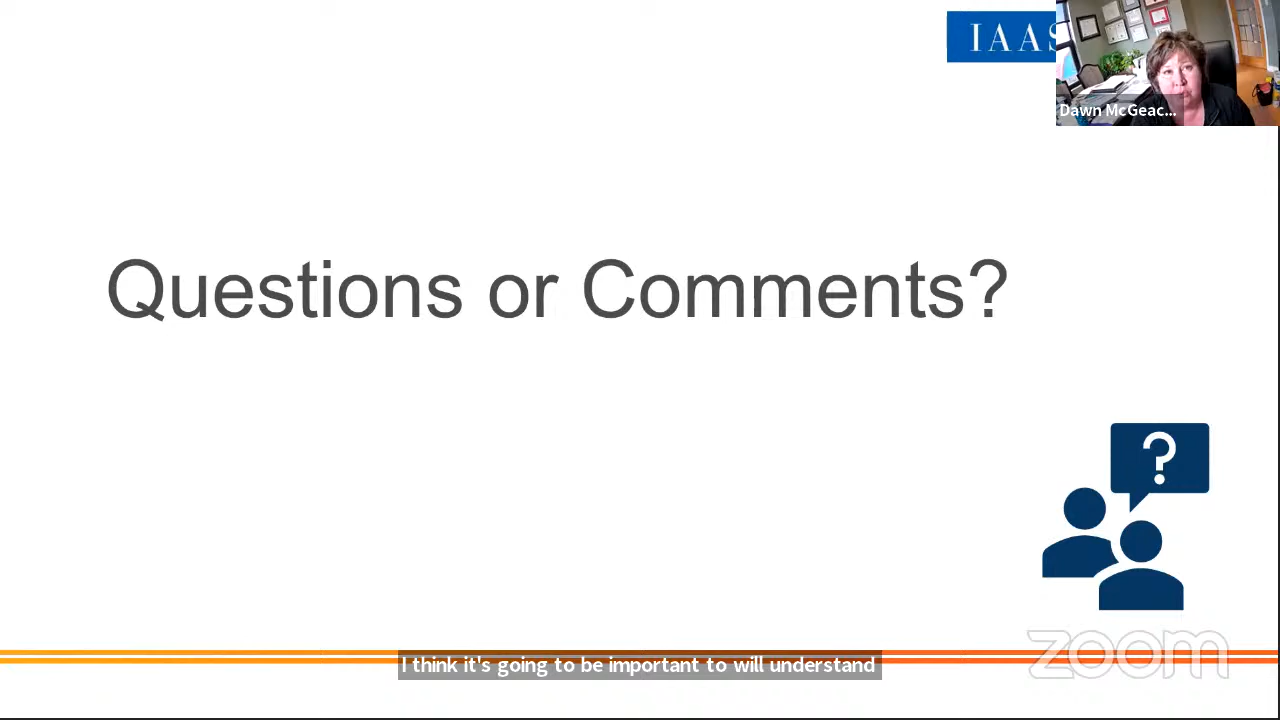 IAAS
Dawn McGeac...
Questions or Comments?
?
I think it's going to be important to will understand
zoom